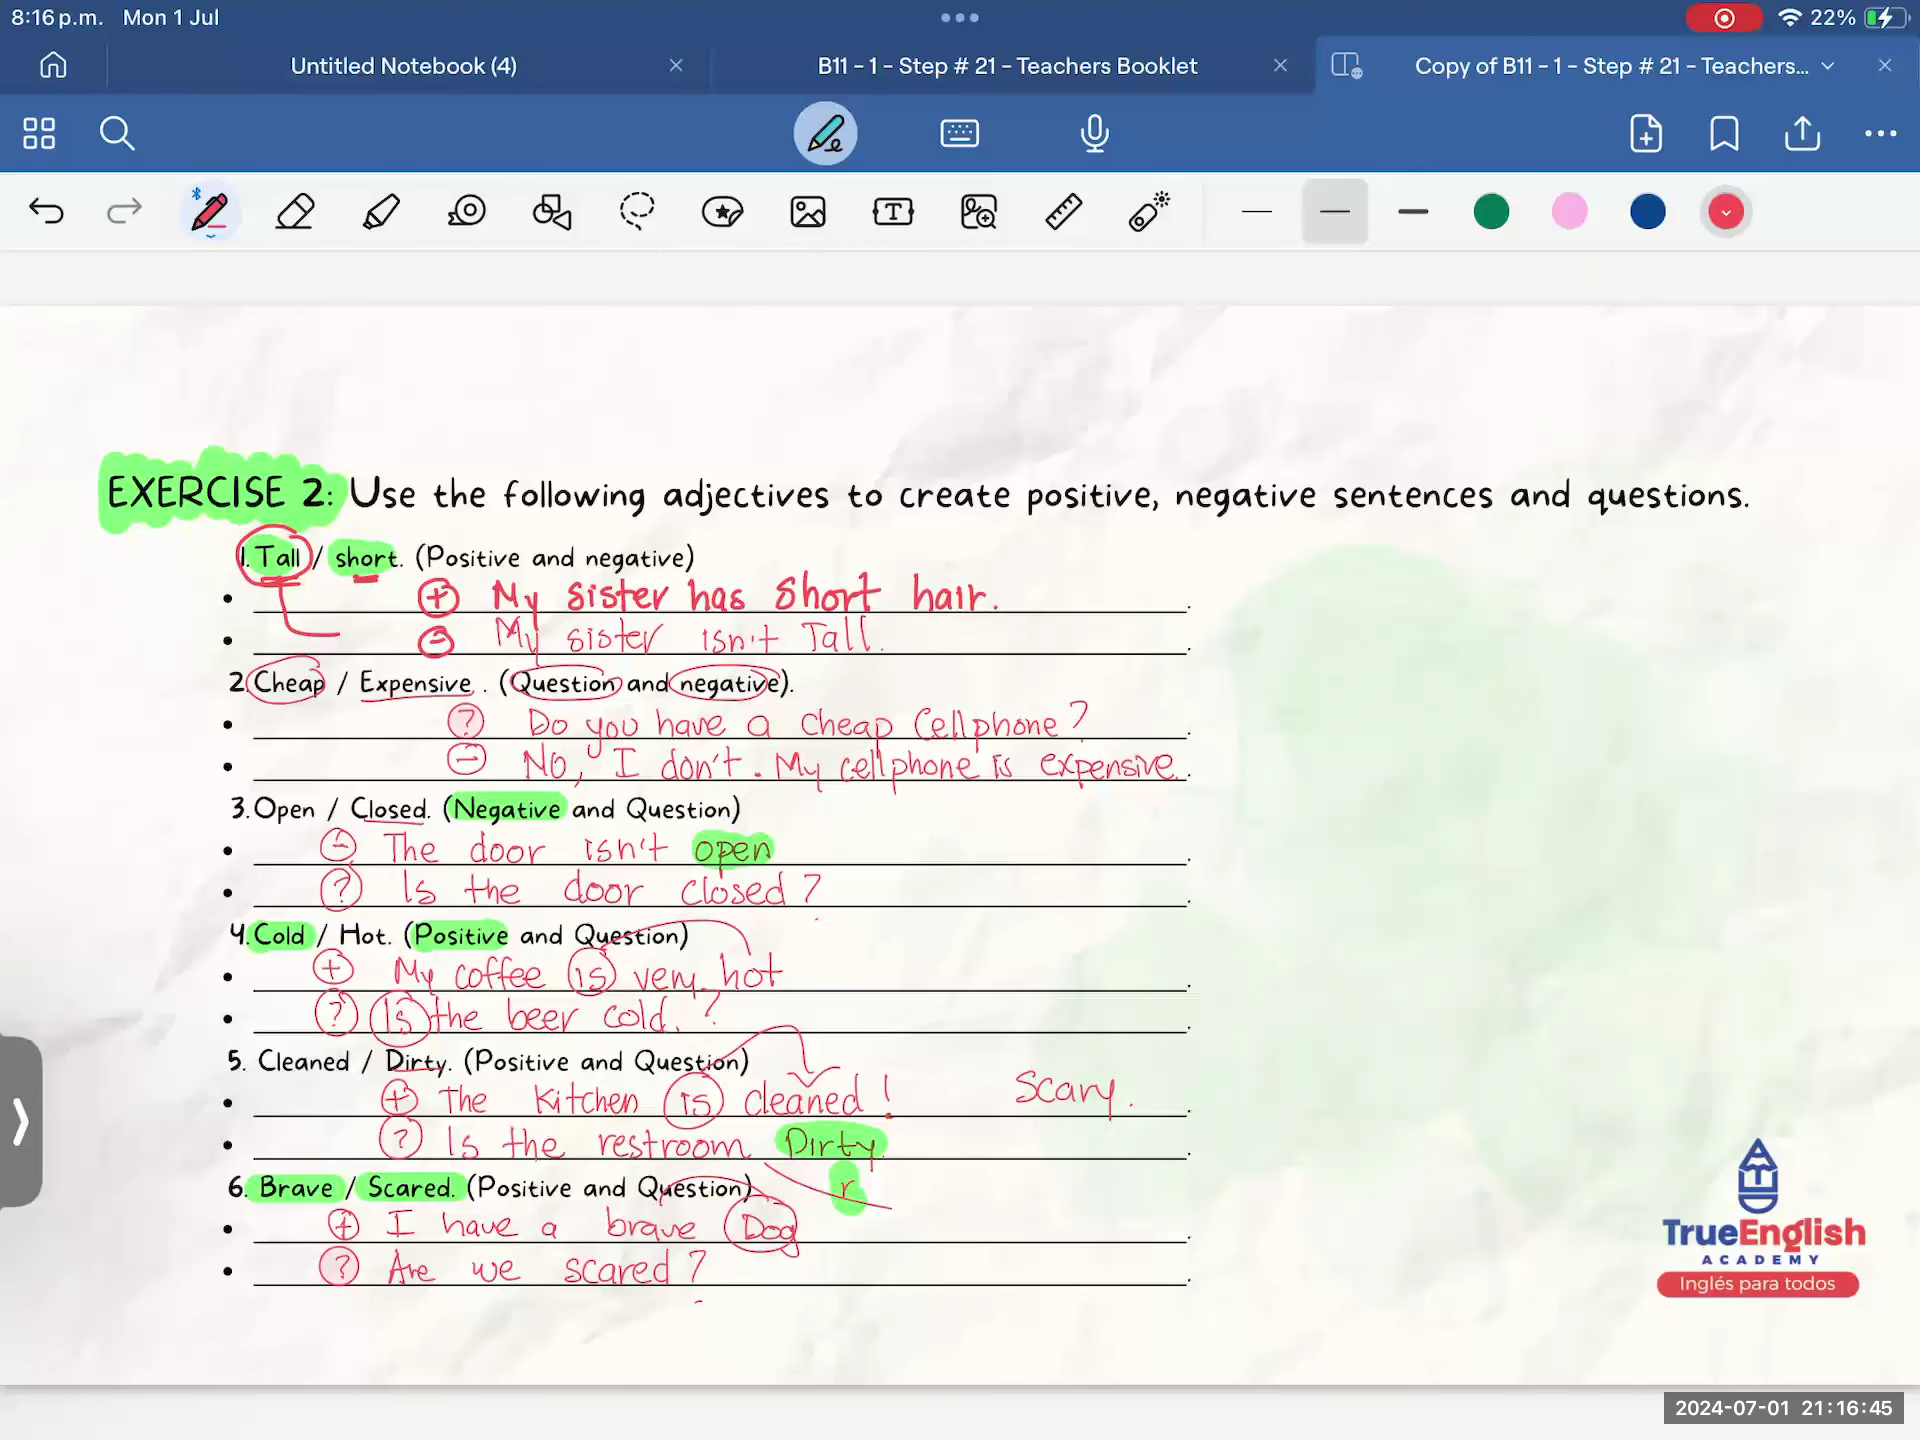 8:16 p.m. Mon 1 Jul
22%
Untitled Notebook (4)
B11 - 1 - Step # 21 - Teachers Booklet
Copy of B11 - 1 - Step # 21 - Teachers...
EXERCISE 2: Use the following adjectives to create positive, negative sentences and questions.
1. Tall / short. (Positive and negative)
+ My sister has short hair.
- My sister isn't Tall.
2. Cheap / Expensive. (Question and negative).
? Do you have a cheap cellphone?
- No, I don't. My cellphone is expensive.
3. Open / Closed. (Negative and Question)
- The door isn't open
? Is the door closed?
4. Cold / Hot. (Positive and Question)
+ My coffee is very hot
? Is the beer cold. ?
5. Cleaned / Dirty. (Positive and Question)
+ The Kitchen is cleaned !
Scary.
? Is the restroom Dirty
6. Brave / Scared. (Positive and Question)
r
+ I have a brave Dog
? Are we scared?
TrueEnglish
ACADEMY
Inglés para todos
2024-07-01 21:16:45